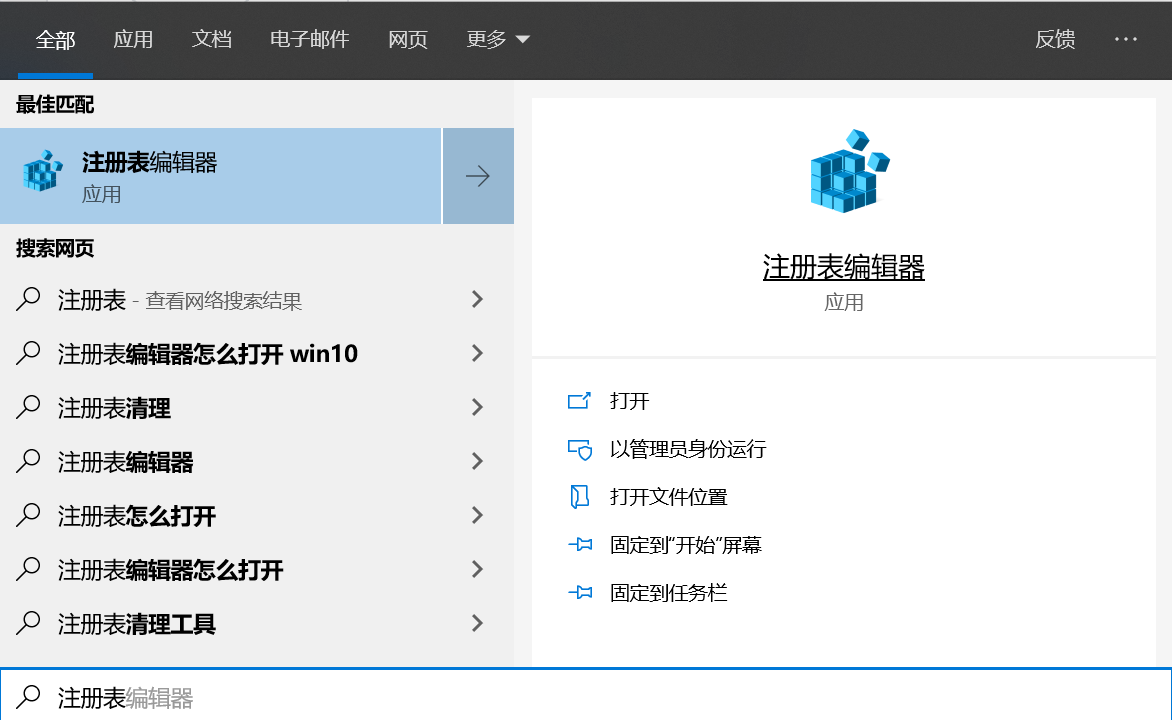 全部 应用 文档 电子邮件 网页 更多 反馈 ···
最佳匹配
注册表编辑器
应用
搜索网页
注册表 - 查看网络搜索结果
注册表编辑器怎么打开 win10
注册表清理
注册表编辑器
注册表怎么打开
注册表编辑器怎么打开
注册表清理工具
注册表编辑器
应用
打开
以管理员身份运行
打开文件位置
固定到“开始”屏幕
固定到任务栏
注册表编辑器